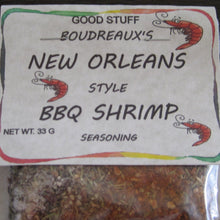 GOOD STUFF
BOUDREAUX'S
NEW ORLEANS
STYLE
BBQ SHRIMP
NET WT. 33 G
SEASONING